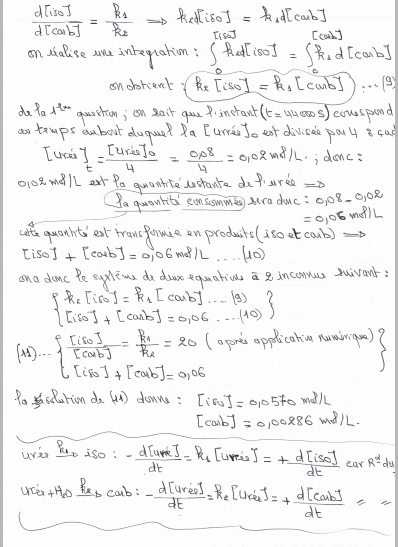 d[iso]/d[carb] = k1/k2 ⟹ k2d[iso] = k1d[carb]
on réalise une integration : ∫₀^[iso] k2d[iso] = ∫₀^[carb] k1 d[carb]
on obtient : k2 [iso] = k1 [carb] ... (9)
de la 1ère question ; on sait que l'instant (t = 44000 s) correspond
au temps au bout duquel la [Urée]0 est divisée par 4
[Urée]t = [Urée]0/4 = 0,08/4 = 0,02 mol/L . ; donc :
0,02 mol/L est la quantité restante de l'urée ⟹
la quantité consommée sera donc : 0,08 - 0,02
= 0,06 mol/L
cette quantité est transformée en produits (iso et carb) ⟹
[iso] + [carb] = 0,06 mol/L .... (10)
on a donc le système de deux equations à 2 inconnues suivant :
{ k2 [iso] = k1 [carb] .... (9)
[iso] + [carb] = 0,06 .... (10) }
(11)... { [iso]/[carb] = k1/k2 = 20 (après application numérique)
[iso] + [carb] = 0,06 }
la solution de (11) donne : [iso] = 0,0570 mol/L
[carb] = 0,00286 mol/L.
urée k1→ iso : - d[urée]/dt = k1 [Urée] = + d[iso]/dt car
Urée + H2O k2→ carb : - d[Urée]/dt = k2 [Urée] = + d[carb]/dt " "